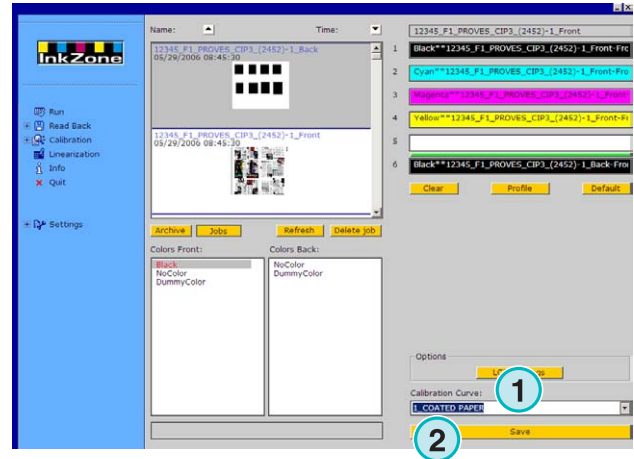 InkZone
Run
Read Back
Calibration
Linearization
Info
Quit
Settings
Name:
Time:
12345_F1_PROVES_CIP3_(2452)-1_Back
05/29/2006 08:45:30
12345_F1_PROVES_CIP3_(2452)-1_Front
05/29/2006 08:45:30
Archive
Jobs
Refresh
Delete job
Colors Front:
Black
NoColor
DummyColor
Colors Back:
NoColor
DummyColor
12345_F1_PROVES_CIP3_(2452)-1_Front
1 Black**12345_F1_PROVES_CIP3_(2452)-1_Front-Fro
2 Cyan**12345_F1_PROVES_CIP3_(2452)-1_Front-Fro
3 Magenta**12345_F1_PROVES_CIP3_(2452)-1_Front-
4 Yellow**12345_F1_PROVES_CIP3_(2452)-1_Front-Fr
5
6 Black**12345_F1_PROVES_CIP3_(2452)-1_Back-Fro
Clear
Profile
Default
Options
1
Calibration Curve:
1_COATED PAPER
2
Save